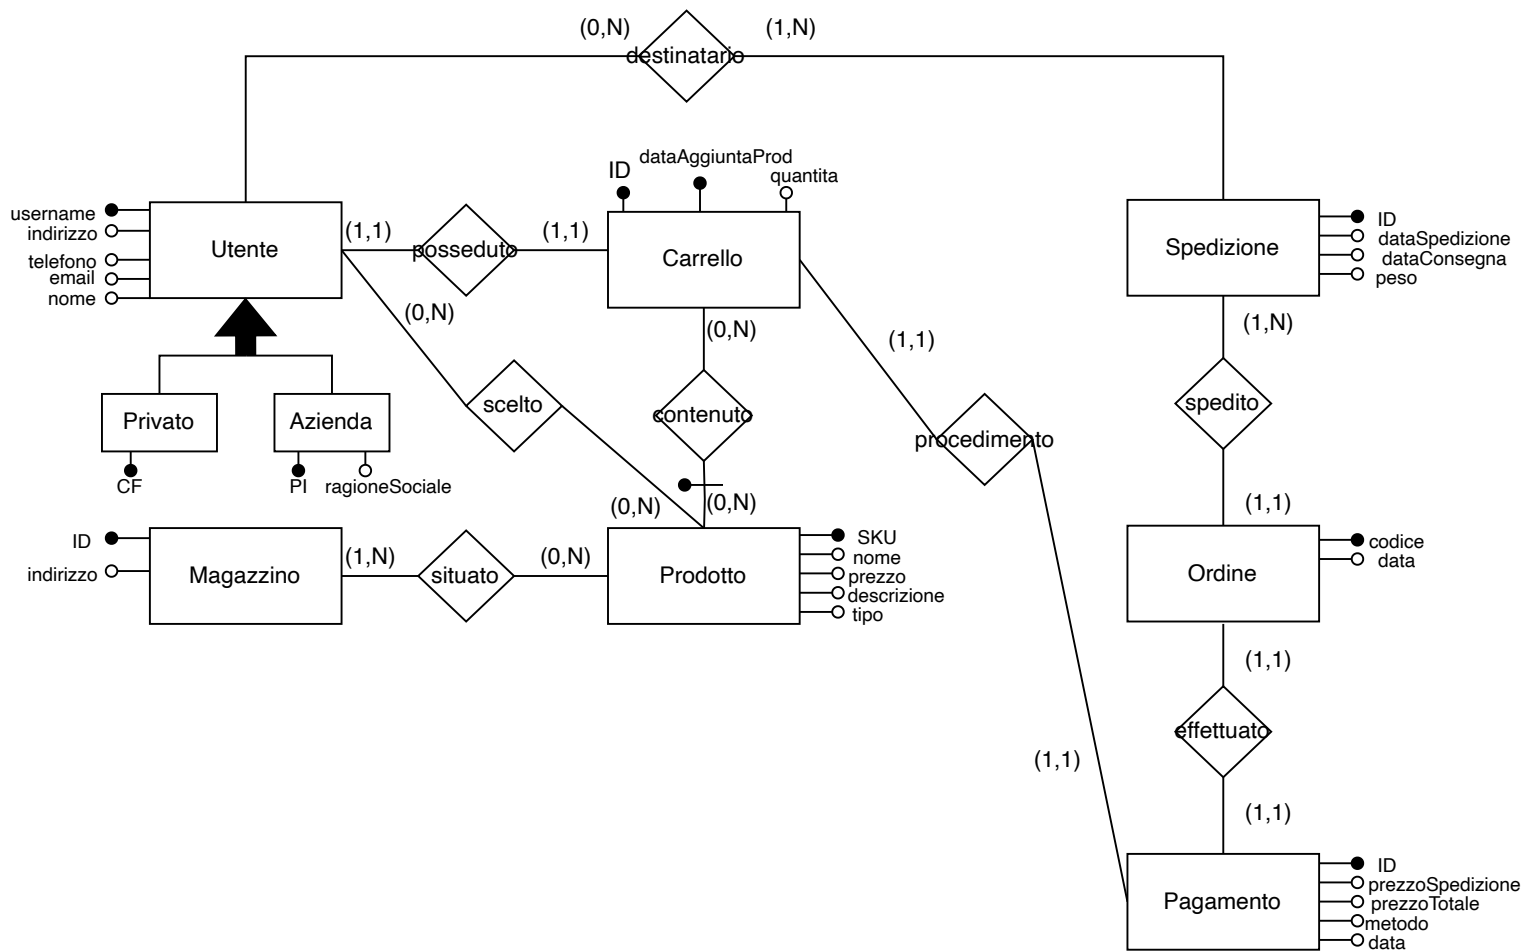 (0,N)
(1,N)
destinatario
ID
dataAggiuntaProd
quantita
username
indirizzo
telefono
email
nome
Utente
(1,1)
posseduto
(1,1)
Carrello
Spedizione
ID
dataSpedizione
dataConsegna
peso
(0,N)
(0,N)
(1,1)
(1,N)
Privato
Azienda
scelto
contenuto
procedimento
spedito
CF
PI
ragioneSociale
(0,N)
(0,N)
(1,1)
ID
indirizzo
Magazzino
(1,N)
situato
(0,N)
Prodotto
SKU
nome
prezzo
descrizione
tipo
Ordine
codice
data
(1,1)
effettuato
(1,1)
(1,1)
Pagamento
ID
prezzoSpedizione
prezzoTotale
metodo
data